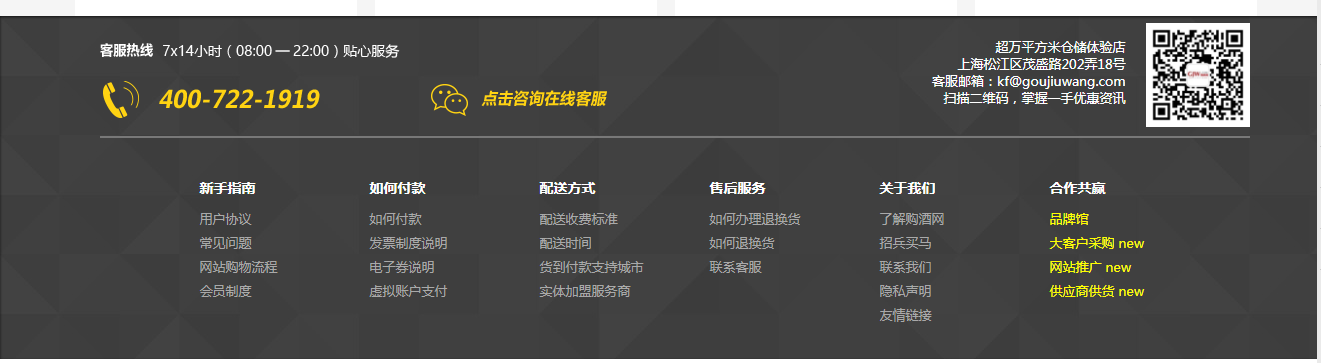 客服热线 7x14小时（08:00 — 22:00）贴心服务
400-722-1919
点击咨询在线客服
超万平方米仓储体验店
上海松江区茂盛路202弄18号
客服邮箱：kf@goujiuwang.com
扫描二维码，掌握一手优惠资讯
新手指南
用户协议
常见问题
网站购物流程
会员制度
如何付款
如何付款
发票制度说明
电子券说明
虚拟账户支付
配送方式
配送收费标准
配送时间
货到付款支持城市
实体加盟服务商
售后服务
如何办理退换货
如何退换货
联系客服
关于我们
了解购酒网
招兵买马
联系我们
隐私声明
友情链接
合作共赢
品牌馆
大客户采购 new
网站推广 new
供应商供货 new